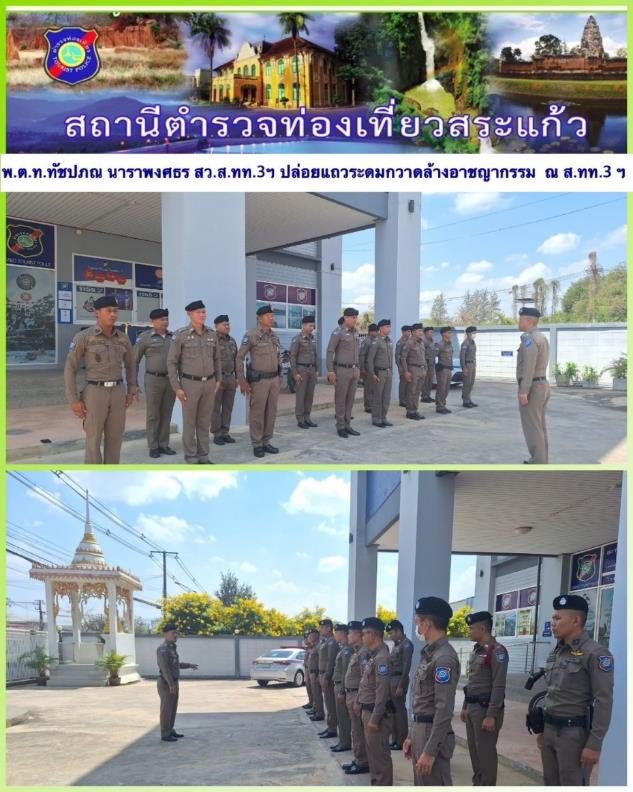 สถานีตำรวจท่องเที่ยวสระแก้ว
พ.ต.ท.ทัชปภณ นาราพงศธร สว.ส.ทท.3ฯ ปล่อยแถวระดมกวาดล้างอาชญากรรม ณ ส.ทท.3 ฯ
TOURIST POLICE
1155